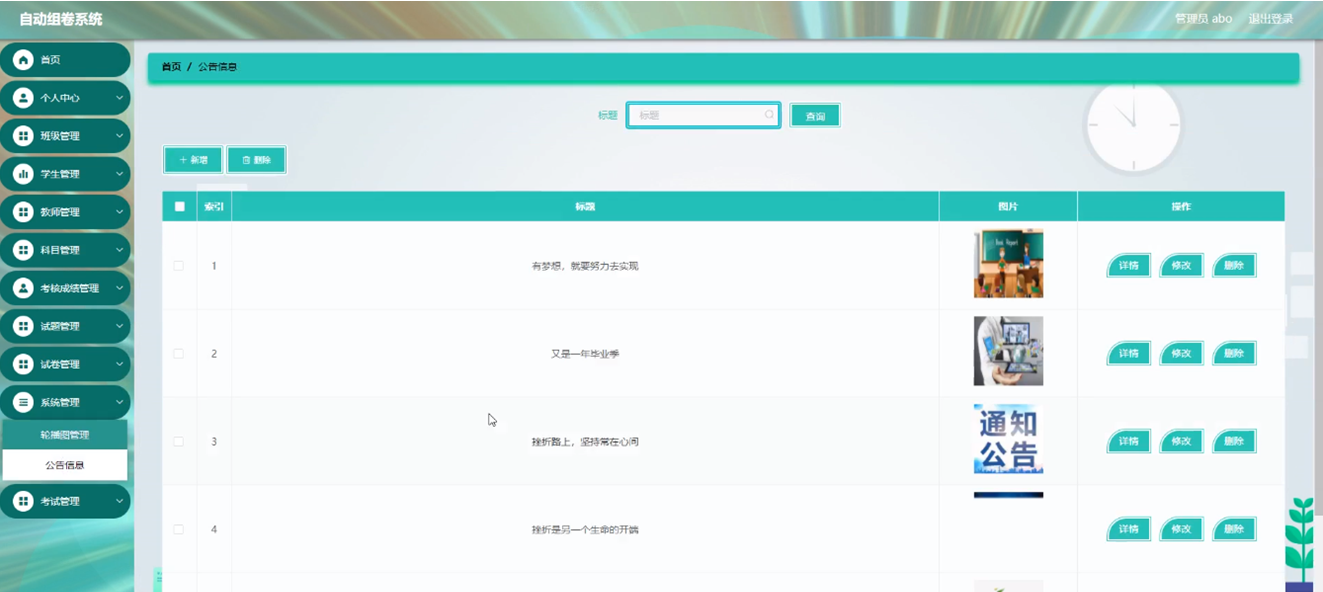 自动组卷系统
管理员 abo 退出登录
首页
个人中心
班级管理
学生管理
教师管理
科目管理
考核成绩管理
试题管理
试卷管理
系统管理
轮播图管理
公告信息
考试管理
首页 / 公告信息
标题 标题 查询
+ 新增 删除
索引 标题 图片 操作
1 有梦想,就要努力去实现 详情 修改 删除
2 又是一年毕业季 详情 修改 删除
3 挫折路上,坚持常在心间 详情 修改 删除
通知
公告
4 挫折是另一个生命的开端 详情 修改 删除